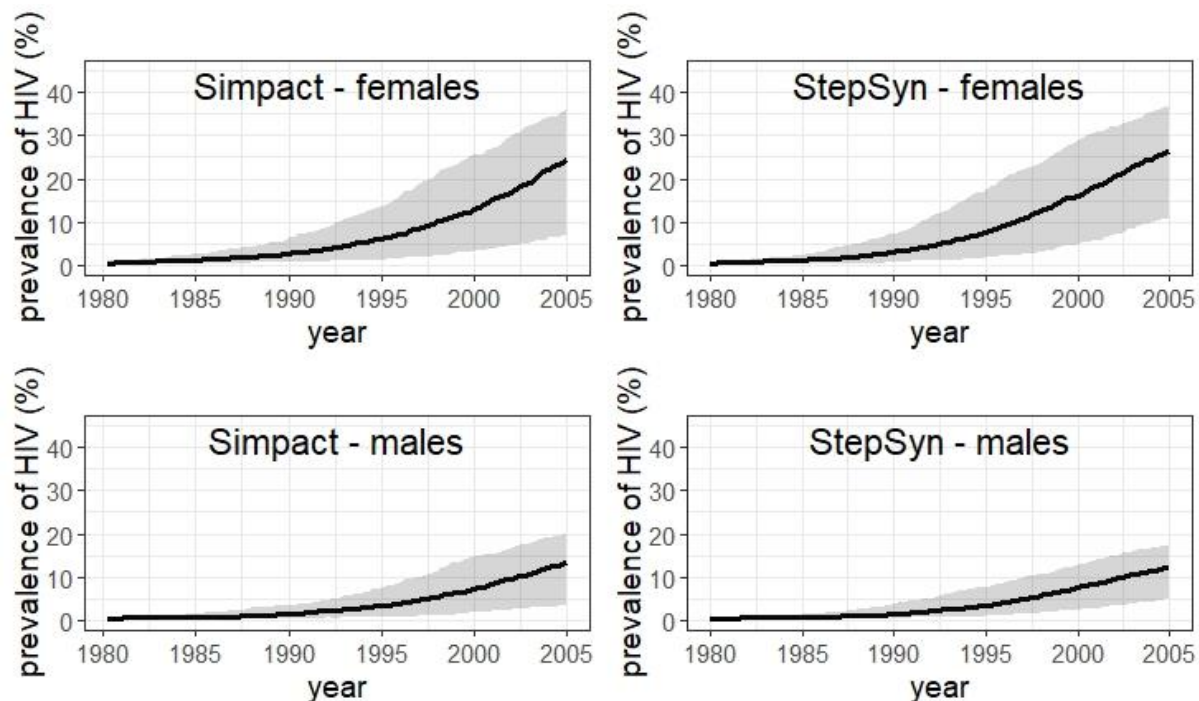 prevalence of HIV (%)
Simpact - females
40
30
20
10
0
1980 1985 1990 1995 2000 2005
year
prevalence of HIV (%)
StepSyn - females
40
30
20
10
0
1980 1985 1990 1995 2000 2005
year
prevalence of HIV (%)
Simpact - males
40
30
20
10
0
1980 1985 1990 1995 2000 2005
year
prevalence of HIV (%)
StepSyn - males
40
30
20
10
0
1980 1985 1990 1995 2000 2005
year